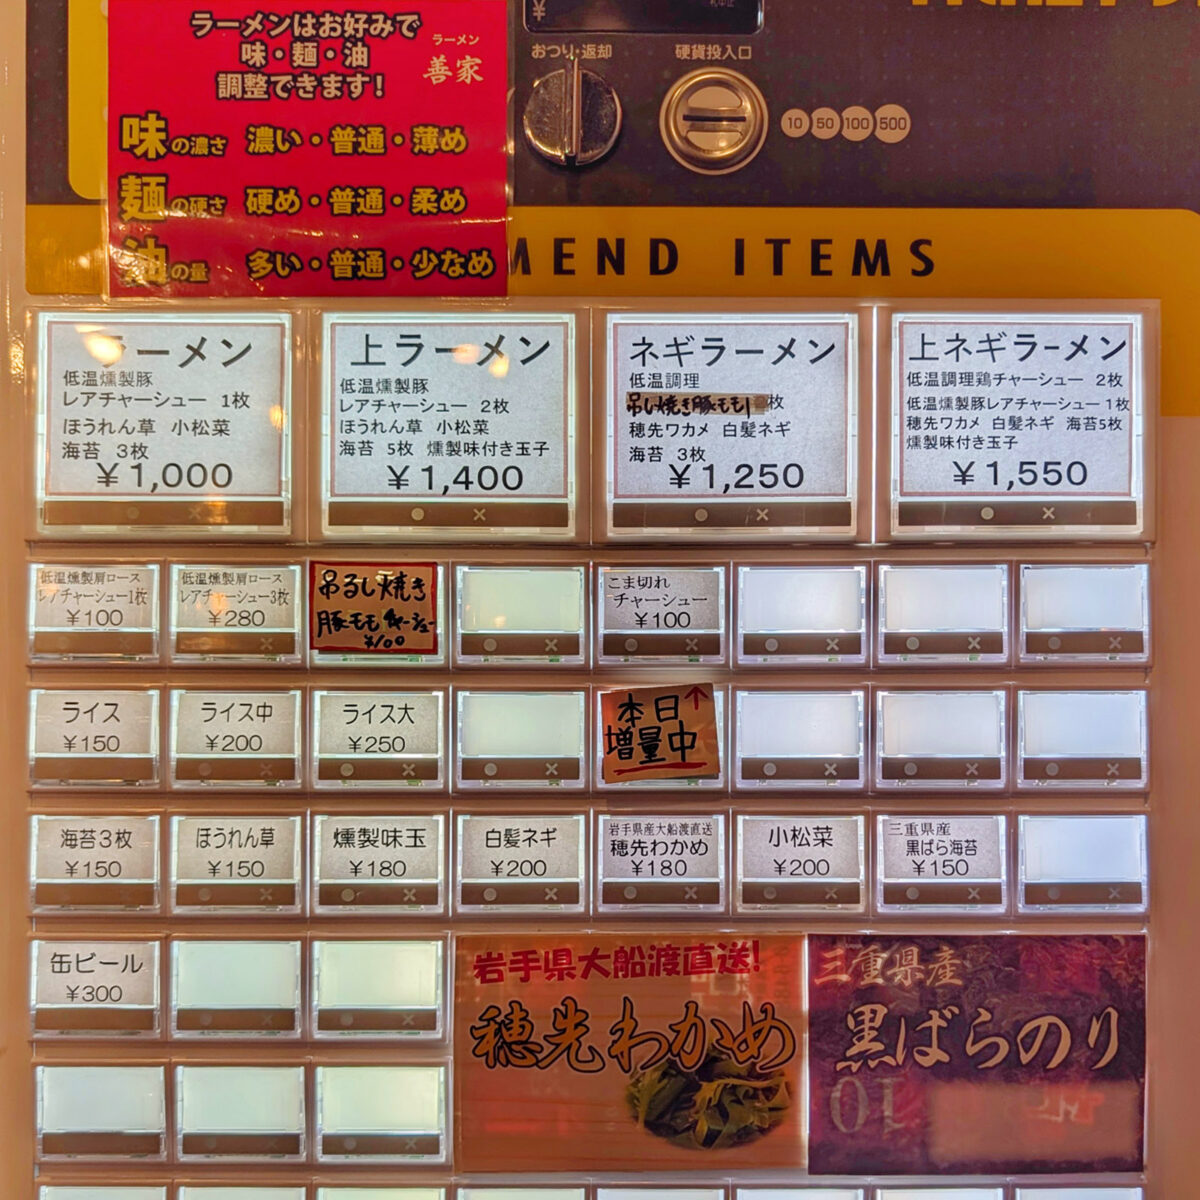 ラーメンはお好みで
味・麺・油
調整できます!
ラーメン
善家
味の濃さ 濃い・普通・薄め
麺の硬さ 硬め・普通・柔め
油の量 多い・普通・少なめ
¥
おつり・返却
硬貨投入口
10 50 100 500
MEND ITEMS
ラーメン
低温燻製豚
レアチャーシュー 1枚
ほうれん草 小松菜
海苔 3枚
¥1,000
上ラーメン
低温燻製豚
レアチャーシュー 2枚
ほうれん草 小松菜
海苔 5枚 燻製味付き玉子
¥1,400
ネギラーメン
低温調理
吊し焼き豚モモ1枚
穂先ワカメ 白髪ネギ
海苔 3枚
¥1,250
上ネギラーメン
低温調理鶏チャーシュー 2枚
低温燻製豚レアチャーシュー1枚
穂先ワカメ 白髪ネギ 海苔5枚
燻製味付き玉子
¥1,550
低温燻製肩ロース
レアチャーシュー1枚
¥100
低温燻製肩ロース
レアチャーシュー3枚
¥280
吊るし焼き
豚モモチャーシュー
¥100
こま切れ
チャーシュー
¥100
ライス
¥150
ライス中
¥200
ライス大
¥250
本日↑
増量中
海苔3枚
¥150
ほうれん草
¥150
燻製味玉
¥180
白髪ネギ
¥200
岩手県産大船渡直送
穂先わかめ
¥180
小松菜
¥200
三重県産
黒ばら海苔
¥150
缶ビール
¥300
岩手県大船渡直送!
穂先わかめ
三重県産
黒ばらのり